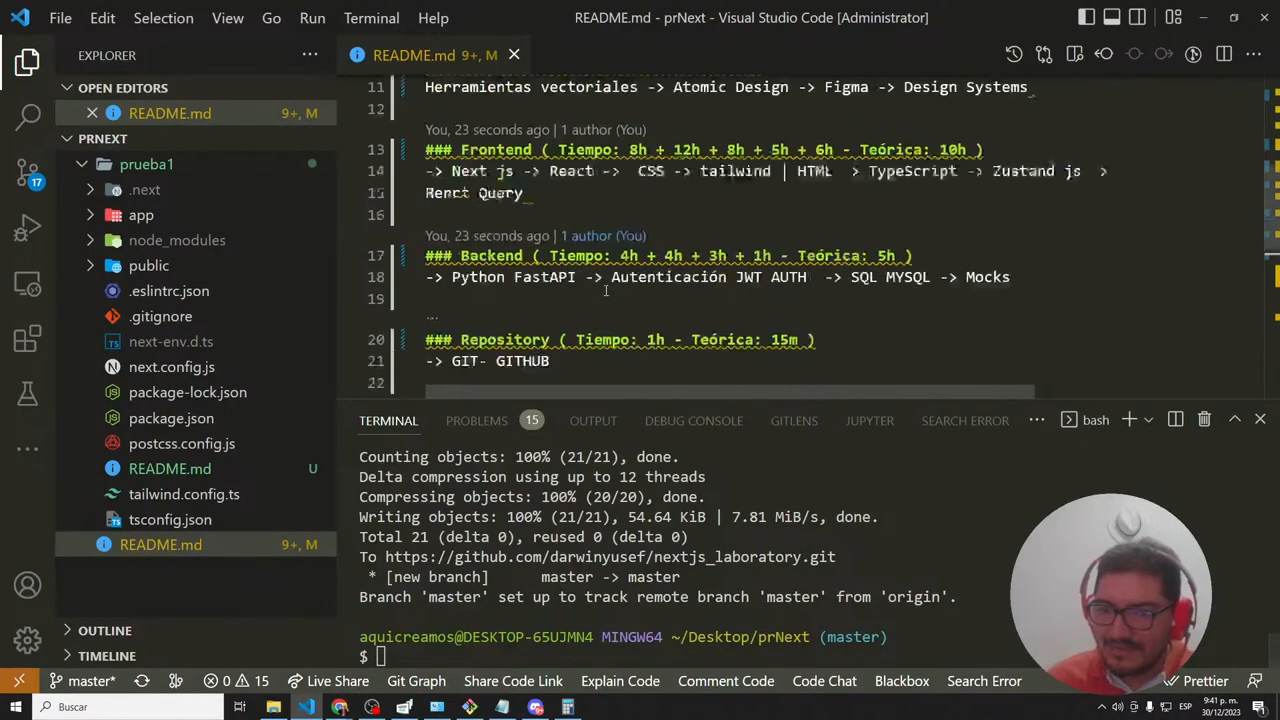 File Edit Selection View Go Run Terminal Help README.md - prNext - Visual Studio Code [Administrator]
EXPLORER
README.md 9+, M
OPEN EDITORS
README.md 9+, M
PRNEXT
prueba1
.next
app
node_modules
public
.eslintrc.json
.gitignore
next-env.d.ts
next.config.js
package-lock.json
package.json
postcss.config.js
README.md U
tailwind.config.ts
tsconfig.json
README.md 9+, M
OUTLINE
TIMELINE
17
11 Herramientas vectoriales -> Atomic Design -> Figma -> Design Systems
12
You, 23 seconds ago | 1 author (You)
13 ### Frontend ( Tiempo: 8h + 12h + 8h + 5h + 6h - Teórica: 10h )
14 -> Next js -> React -> CSS -> tailwind | HTML > TypeScript -> Zustand js >
15 Query
16
You, 23 seconds ago | 1 author (You)
17 ### Backend ( Tiempo: 4h + 4h + 3h + 1h - Teórica: 5h )
18 -> Python FastAPI -> Autenticación JWT AUTH -> SQL MYSQL -> Mocks
19
...
20 ### Repository ( Tiempo: 1h - Teórica: 15m )
21 -> GIT- GITHUB
22
TERMINAL PROBLEMS 15 OUTPUT DEBUG CONSOLE GITLENS JUPYTER SEARCH ERROR bash
Counting objects: 100% (21/21), done.
Delta compression using up to 12 threads
Compressing objects: 100% (20/20), done.
Writing objects: 100% (21/21), 54.64 KiB | 7.81 MiB/s, done.
Total 21 (delta 0), reused 0 (delta 0)
To https://github.com/darwinyusef/nextjs_laboratory.git
* [new branch] master -> master
Branch 'master' set up to track remote branch 'master' from 'origin'.
aquicreamos@DESKTOP-65UJMN4 MINGW64 ~/Desktop/prNext (master)
$
master* 0 15 Live Share Git Graph Share Code Link Explain Code Comment Code Code Chat Blackbox Search Error Prettier
Buscar
ESP
9:41 p. m.
30/12/2023